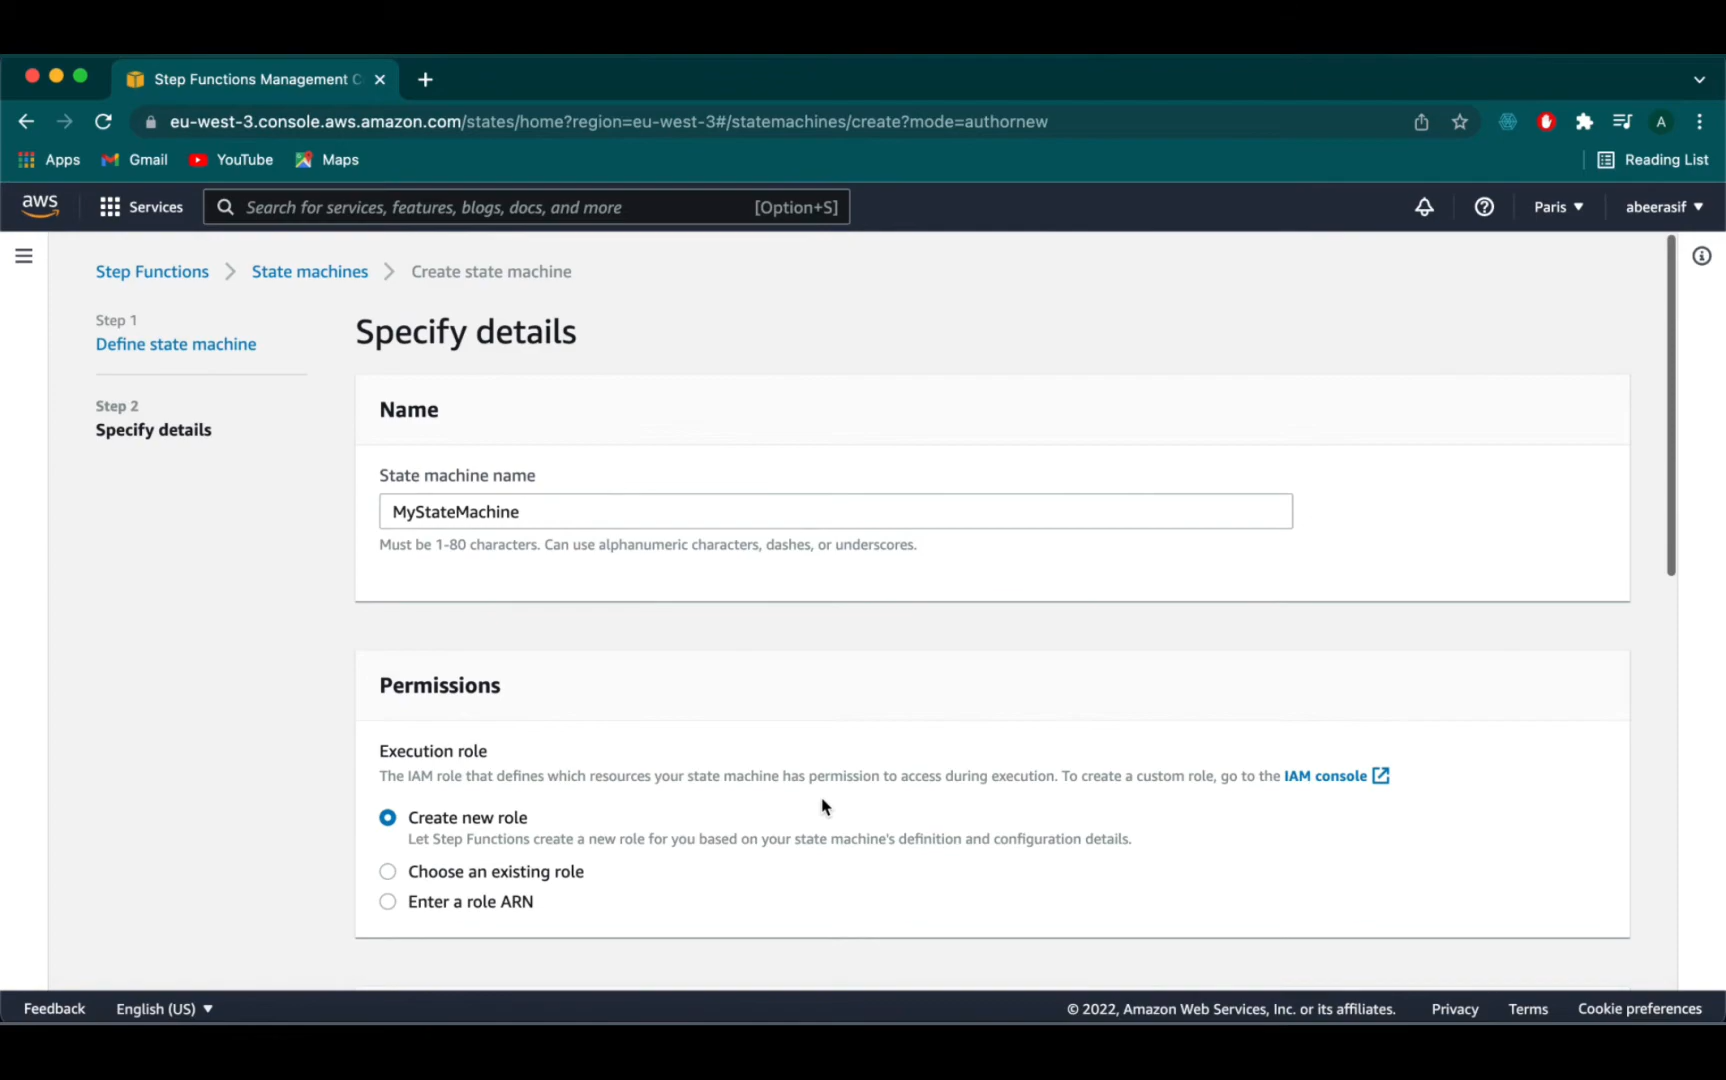 Step Functions Management C
eu-west-3.console.aws.amazon.com/states/home?region=eu-west-3#/statemachines/create?mode=authornew
A
Apps Gmail YouTube Maps Reading List
aws Services Search for services, features, blogs, docs, and more [Option+S] Paris ▼ abeerasif ▼
Step Functions > State machines > Create state machine
Step 1
Define state machine
Step 2
Specify details
Specify details
Name
State machine name
MyStateMachine
Must be 1-80 characters. Can use alphanumeric characters, dashes, or underscores.
Permissions
Execution role
The IAM role that defines which resources your state machine has permission to access during execution. To create a custom role, go to the IAM console
Create new role
Let Step Functions create a new role for you based on your state machine's definition and configuration details.
Choose an existing role
Enter a role ARN
Feedback English (US) ▼ © 2022, Amazon Web Services, Inc. or its affiliates. Privacy Terms Cookie preferences